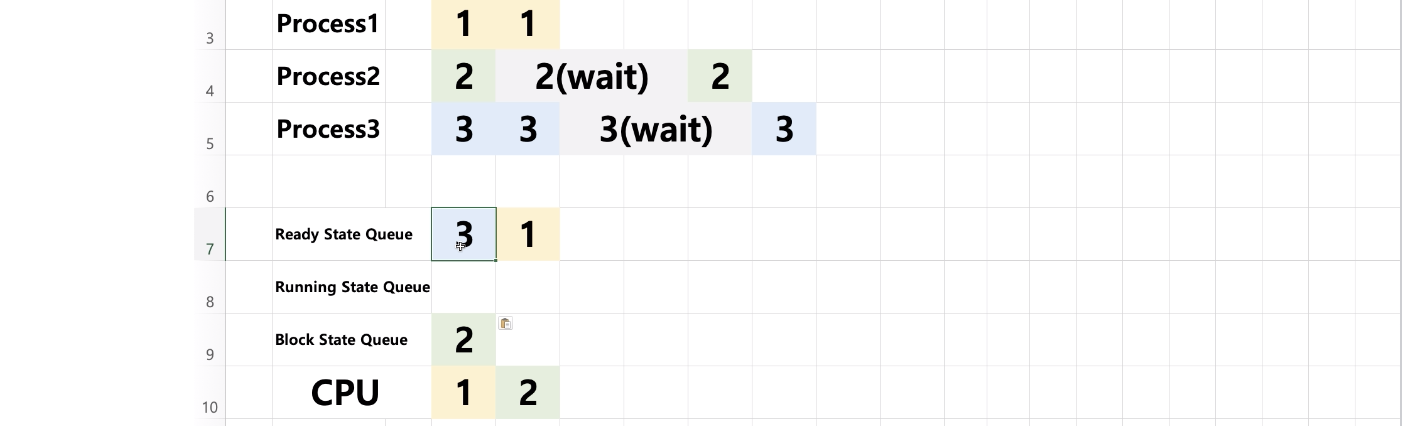 3 Process1 1 1
4 Process2 2 2(wait) 2
5 Process3 3 3 3(wait) 3
6
7 Ready State Queue 3 1
8 Running State Queue
9 Block State Queue 2
10 CPU 1 2